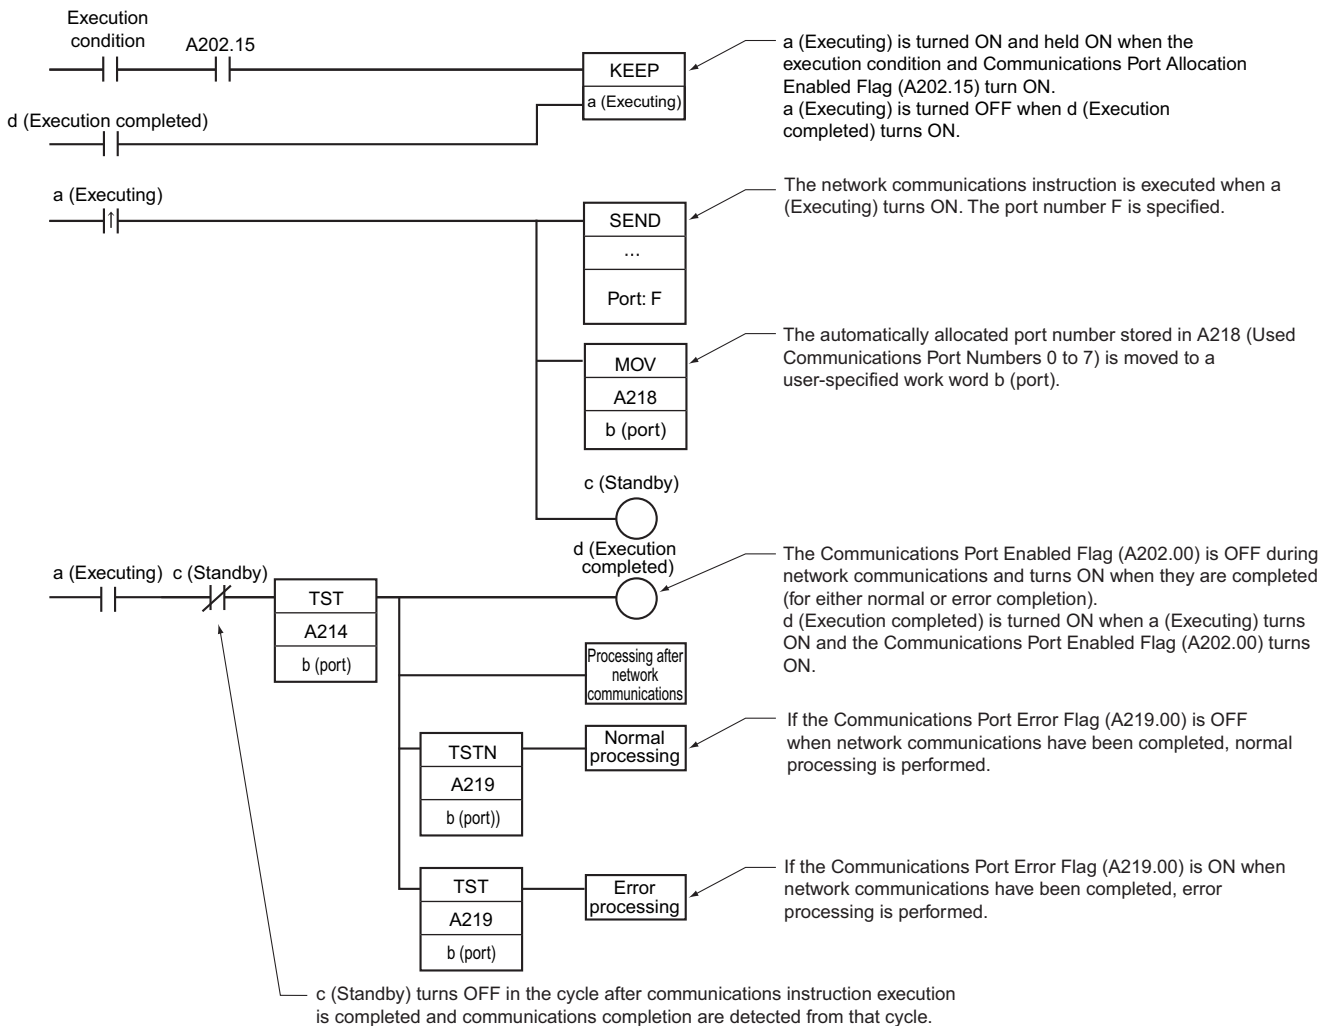 Execution
condition
A202.15
KEEP
a (Executing)
d (Execution completed)
a (Executing) is turned ON and held ON when the
execution condition and Communications Port Allocation
Enabled Flag (A202.15) turn ON.
a (Executing) is turned OFF when d (Execution
completed) turns ON.
a (Executing)
↑
SEND
...
Port: F
The network communications instruction is executed when a
(Executing) turns ON. The port number F is specified.
MOV
A218
b (port)
The automatically allocated port number stored in A218 (Used
Communications Port Numbers 0 to 7) is moved to a
user-specified work word b (port).
c (Standby)
d (Execution
completed)
a (Executing)
c (Standby)
TST
A214
b (port)
The Communications Port Enabled Flag (A202.00) is OFF during
network communications and turns ON when they are completed
(for either normal or error completion).
d (Execution completed) is turned ON when a (Executing) turns
ON and the Communications Port Enabled Flag (A202.00) turns
ON.
Processing after
network
communications
TSTN
A219
b (port))
Normal
processing
If the Communications Port Error Flag (A219.00) is OFF
when network communications have been completed, normal
processing is performed.
TST
A219
b (port)
Error
processing
If the Communications Port Error Flag (A219.00) is ON when
network communications have been completed, error
processing is performed.
c (Standby) turns OFF in the cycle after communications instruction execution
is completed and communications completion are detected from that cycle.